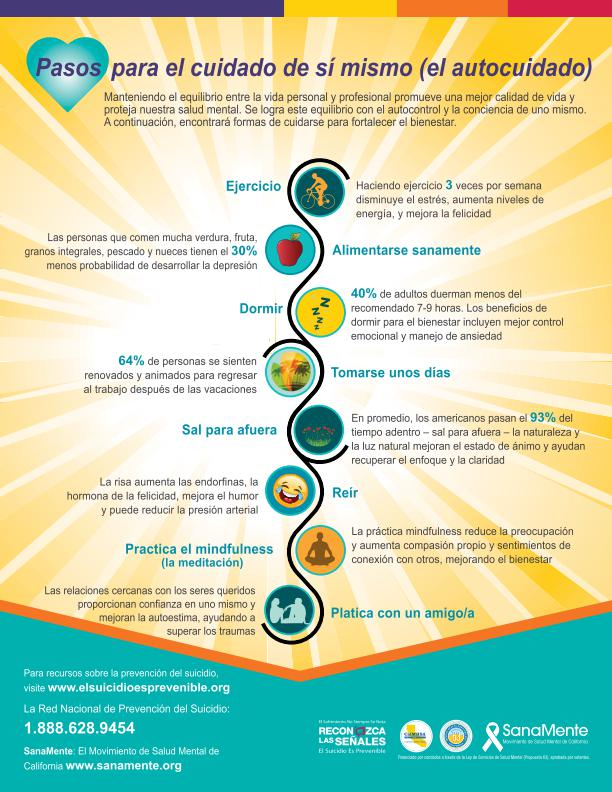 Pasos para el cuidado de sí mismo (el autocuidado)
Manteniendo el equilibrio entre la vida personal y profesional promueve una mejor calidad de vida y
proteja nuestra salud mental. Se logra este equilibrio con el autocontrol y la conciencia de uno mismo.
A continuación, encontrará formas de cuidarse para fortalecer el bienestar.
Ejercicio
Haciendo ejercicio 3 veces por semana
disminuye el estrés, aumenta niveles de
energía, y mejora la felicidad
Las personas que comen mucha verdura, fruta,
granos integrales, pescado y nueces tienen el 30%
menos probabilidad de desarrollar la depresión
Alimentarse sanamente
Dormir
40% de adultos duerman menos del
recomendado 7-9 horas. Los beneficios de
dormir para el bienestar incluyen mejor control
emocional y manejo de ansiedad
64% de personas se sienten
renovados y animados para regresar
al trabajo después de las vacaciones
Tomarse unos días
Sal para afuera
En promedio, los americanos pasan el 93% del
tiempo adentro – sal para afuera – la naturaleza y
la luz natural mejoran el estado de ánimo y ayudan
recuperar el enfoque y la claridad
La risa aumenta las endorfinas, la
hormona de la felicidad, mejora el humor
y puede reducir la presión arterial
Reír
Practica el mindfulness
(la meditación)
La práctica mindfulness reduce la preocupación
y aumenta compasión propio y sentimientos de
conexión con otros, mejorando el bienestar
Las relaciones cercanas con los seres queridos
proporcionan confianza en uno mismo y
mejoran la autoestima, ayudando a
superar los traumas
Platica con un amigo/a
Para recursos sobre la prevención del suicidio,
visite www.elsuicidioesprevenible.org
La Red Nacional de Prevención del Suicidio:
1.888.628.9454
SanaMente: El Movimiento de Salud Mental de
California www.sanamente.org
El Sufrimiento No Siempre Se Nota
RECONOZCA
LAS SEÑALES
El Suicidio Es Prevenible
CalMHSA
SanaMente
Movimiento de Salud Mental de California
Financiado por condados a través de la Ley de Servicios de Salud Mental (Propuesta 63), aprobada por votantes.